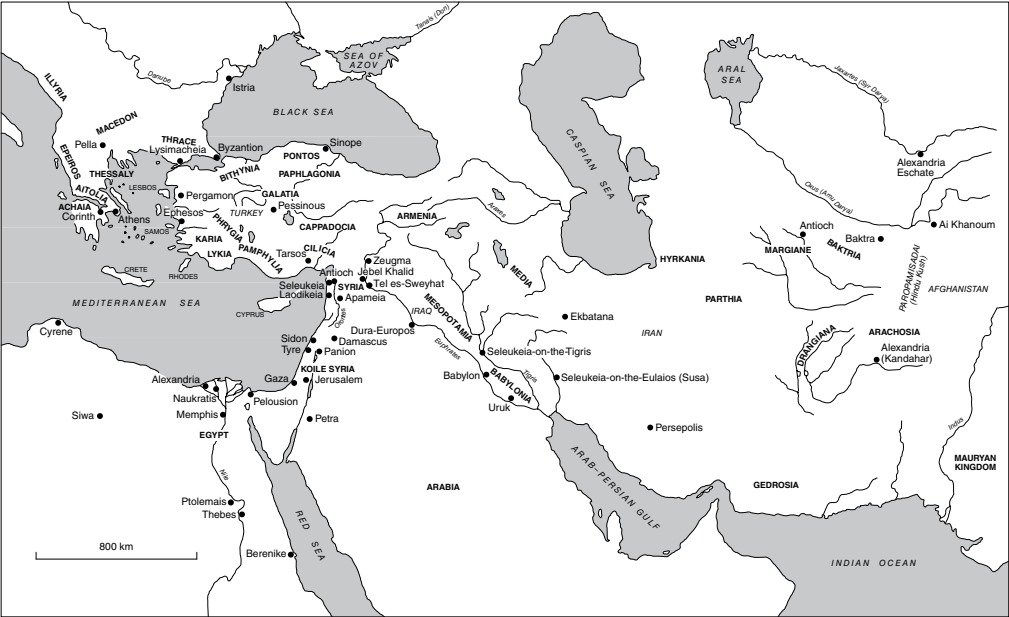 Tanais (Don)
SEA OF
AZOV
ARAL
SEA
Jaxartes (Syr Darya)
Danube
ILLYRIA
Istria
BLACK SEA
MACEDON
CASPIAN SEA
Pella
THRACE
Lysimacheia
Byzantion
Sinope
PONTOS
EPEIROS
THESSALY
BITHYNIA
PAPHLAGONIA
Alexandria
Eschate
AITOLIA
LESBOS
Pergamon
GALATIA
Oxus (Amu Darya)
ACHAIA
Corinth
Athens
Ephesos
TURKEY
Pessinous
ARMENIA
Araxes
SAMOS
PHRYGIA
CAPPADOCIA
Antioch
Baktra
Ai Khanoum
KARIA
LYKIA
PAMPHYLIA
CILICIA
Tarsos
MARGIANE
BAKTRIA
Zeugma
HYRKANIA
CRETE
RHODES
Antioch
Jebel Khalid
MEDIA
PAROPAMISADAI
(Hindu Kush)
AFGHANISTAN
Seleukeia
SYRIA
Tel es-Sweyhat
Laodikeia
Apameia
MESOPOTAMIA
PARTHIA
MEDITERRANEAN SEA
CYPRUS
Orontes
IRAQ
Ekbatana
Cyrene
Dura-Europos
IRAN
DRANGIANA
ARACHOSIA
Sidon
Damascus
Euphrates
Alexandria
(Kandahar)
Tyre
Panion
Seleukeia-on-the-Tigris
KOILE SYRIA
Babylon
BABYLONIA
Tigris
Seleukeia-on-the-Eulaios (Susa)
Alexandria
Gaza
Jerusalem
Naukratis
Pelousion
Uruk
Siwa
Memphis
Petra
Persepolis
Indus
EGYPT
ARAB–PERSIAN GULF
MAURYAN
KINGDOM
Nile
ARABIA
GEDROSIA
Ptolemais
Thebes
RED SEA
800 km
Berenike
INDIAN OCEAN